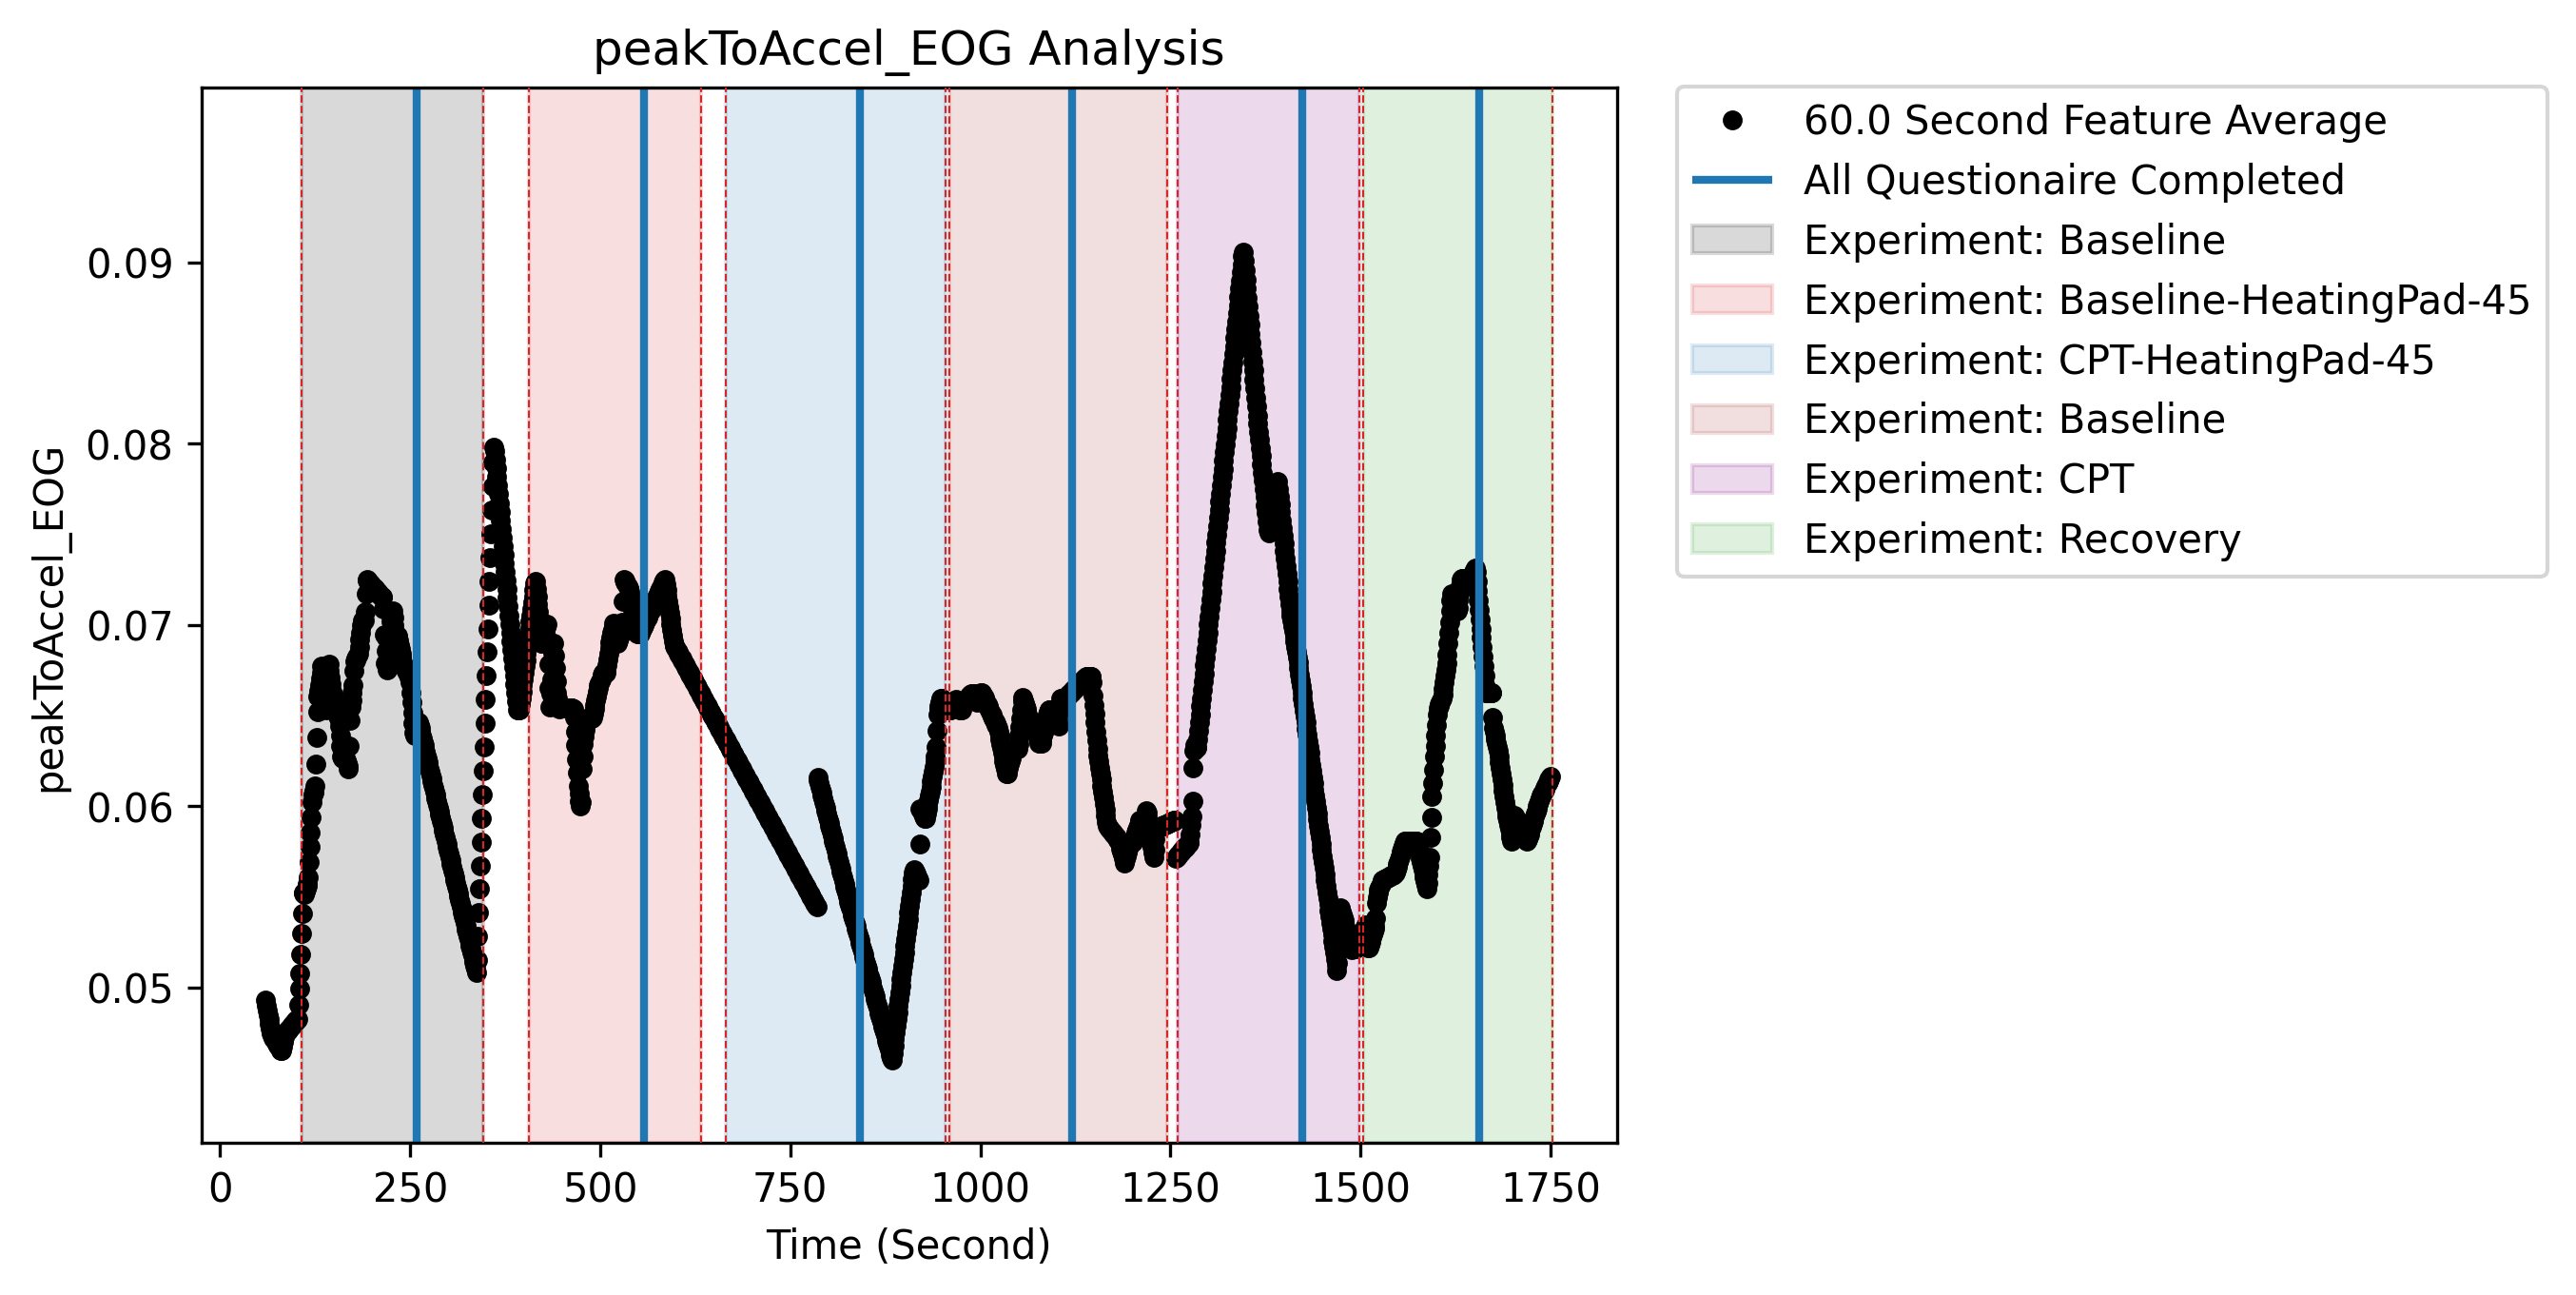 peakToAccel_EOG Analysis
peakToAccel_EOG
0.09
0.08
0.07
0.06
0.05
0
250
500
750
1000
1250
1500
1750
Time (Second)
60.0 Second Feature Average
All Questionaire Completed
Experiment: Baseline
Experiment: Baseline-HeatingPad-45
Experiment: CPT-HeatingPad-45
Experiment: Baseline
Experiment: CPT
Experiment: Recovery